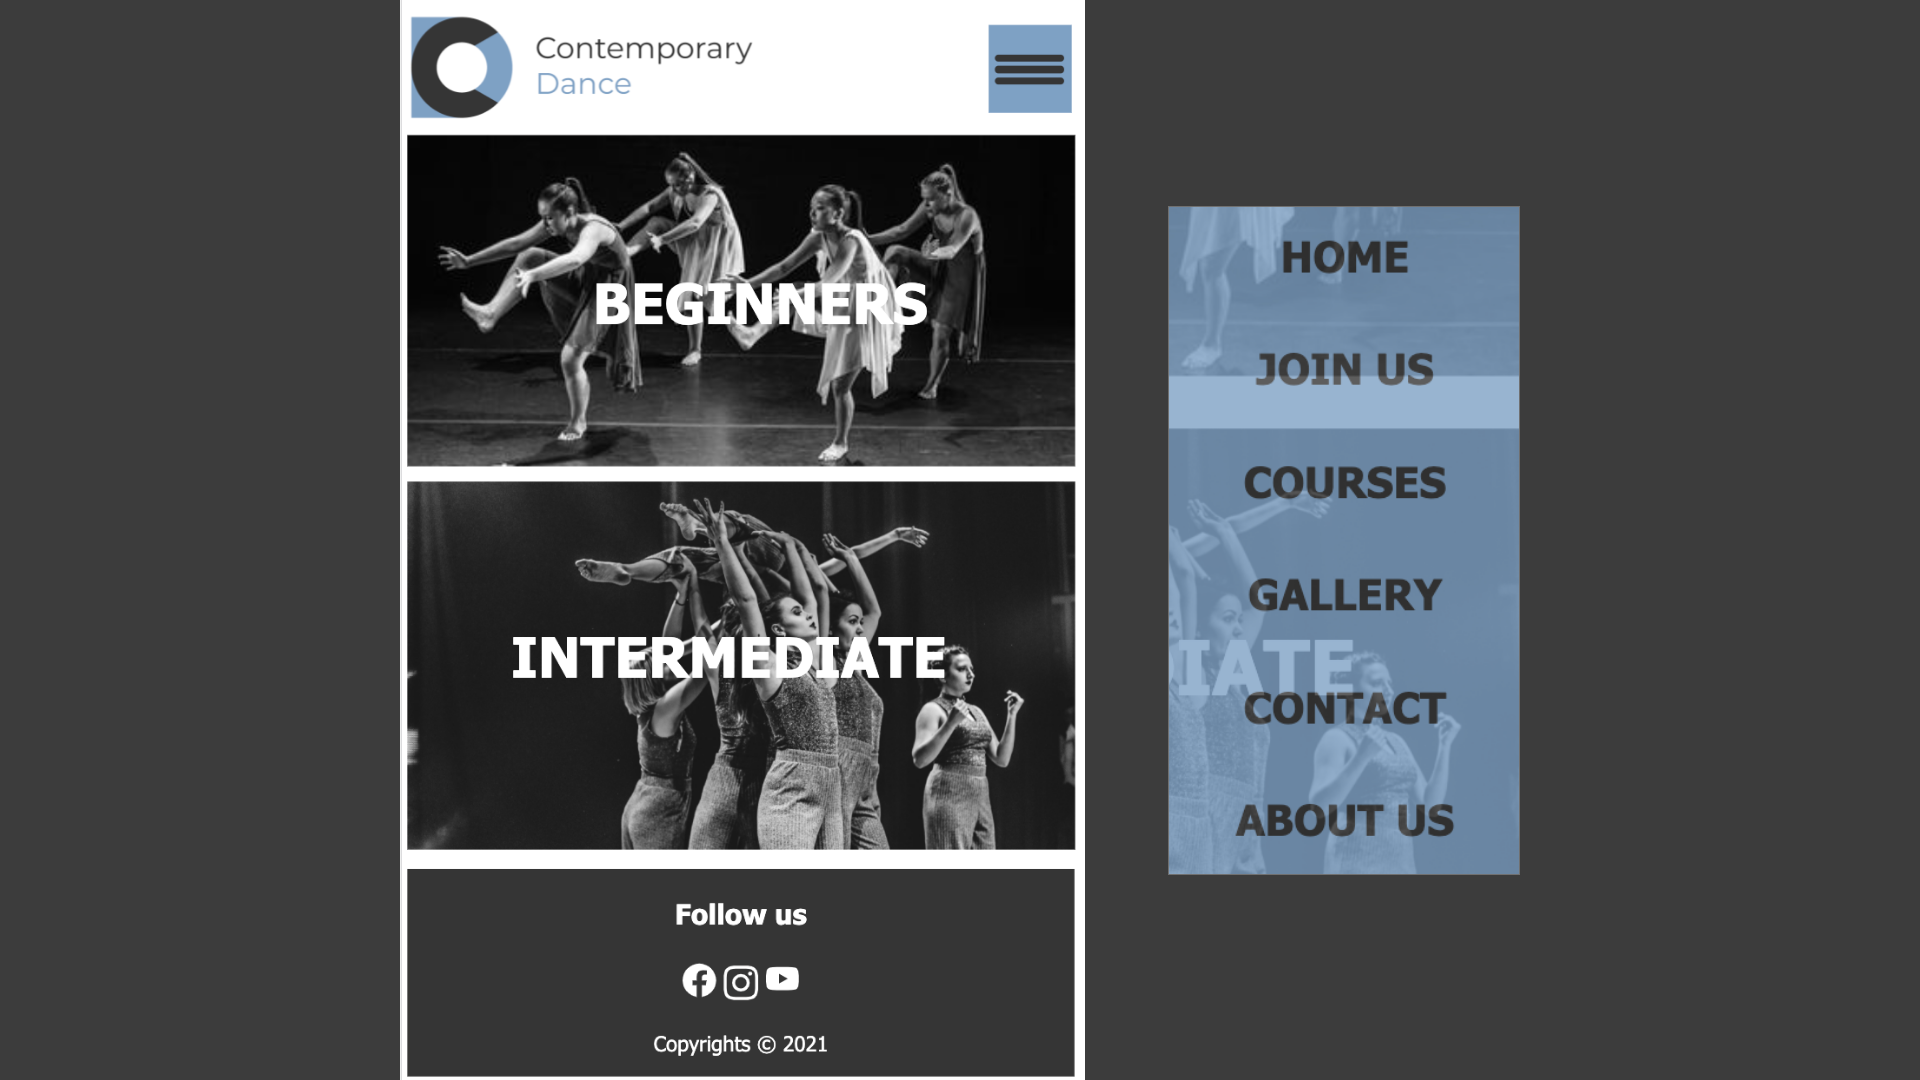 Contemporary
Dance
BEGINNERS
INTERMEDIATE
Follow us
Copyrights © 2021
HOME
JOIN US
COURSES
GALLERY
IATE
CONTACT
ABOUT US